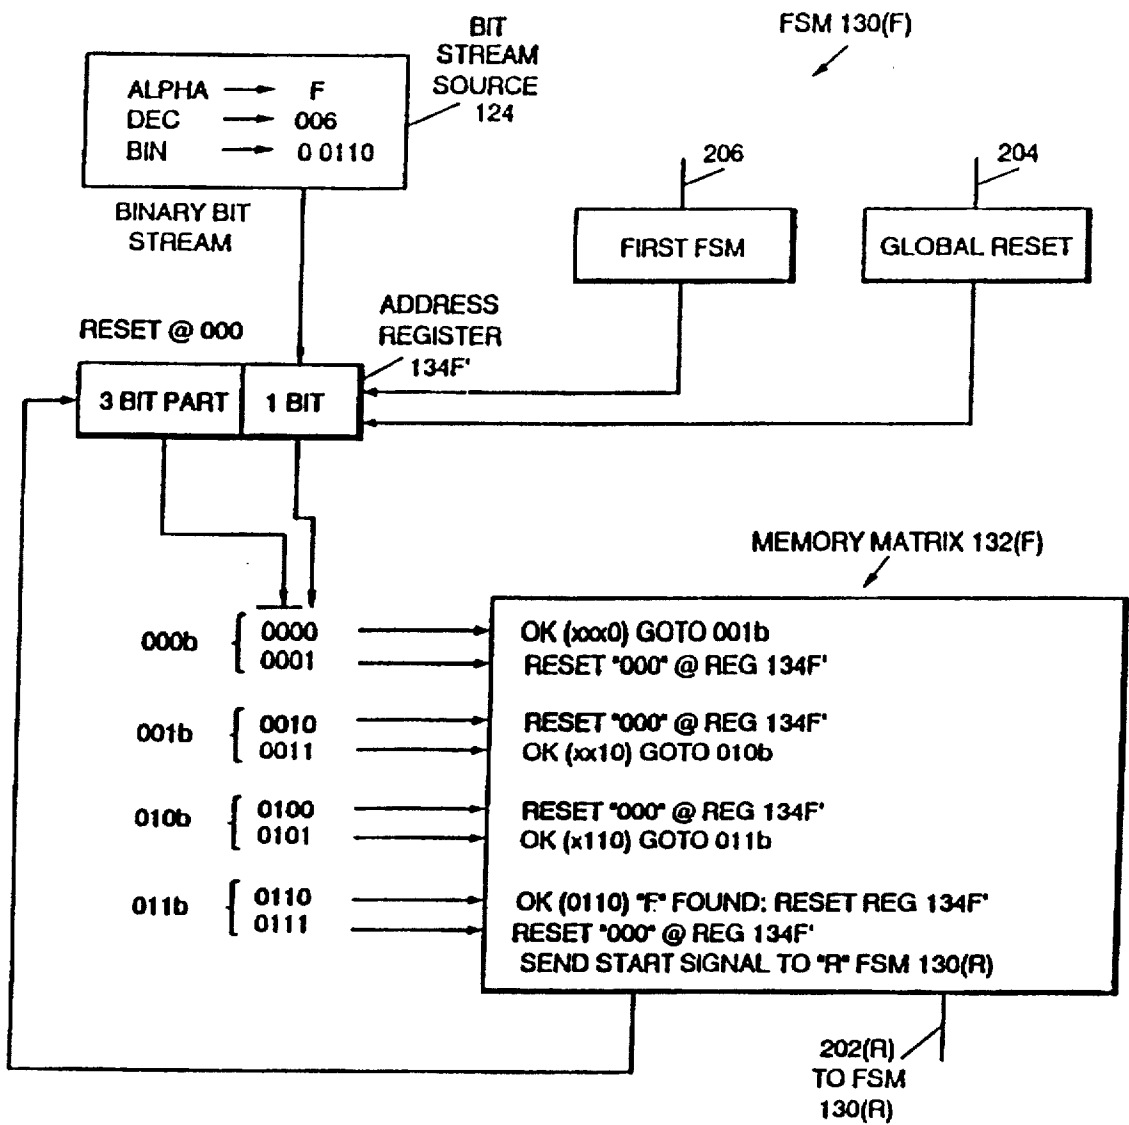 BIT
STREAM
SOURCE
124
FSM 130(F)
ALPHA F
DEC 006
BIN 0 0110
206
204
BINARY BIT
STREAM
FIRST FSM
GLOBAL RESET
RESET @ 000
ADDRESS
REGISTER
134F'
3 BIT PART 1 BIT
MEMORY MATRIX 132(F)
000b
0000 OK (xxx0) GOTO 001b
0001 RESET "000" @ REG 134F'
001b
0010 RESET "000" @ REG 134F'
0011 OK (xx10) GOTO 010b
010b
0100 RESET "000" @ REG 134F'
0101 OK (x110) GOTO 011b
011b
0110 OK (0110) "F" FOUND: RESET REG 134F'
0111 RESET "000" @ REG 134F'
SEND START SIGNAL TO "R" FSM 130(R)
202(R)
TO FSM
130(R)